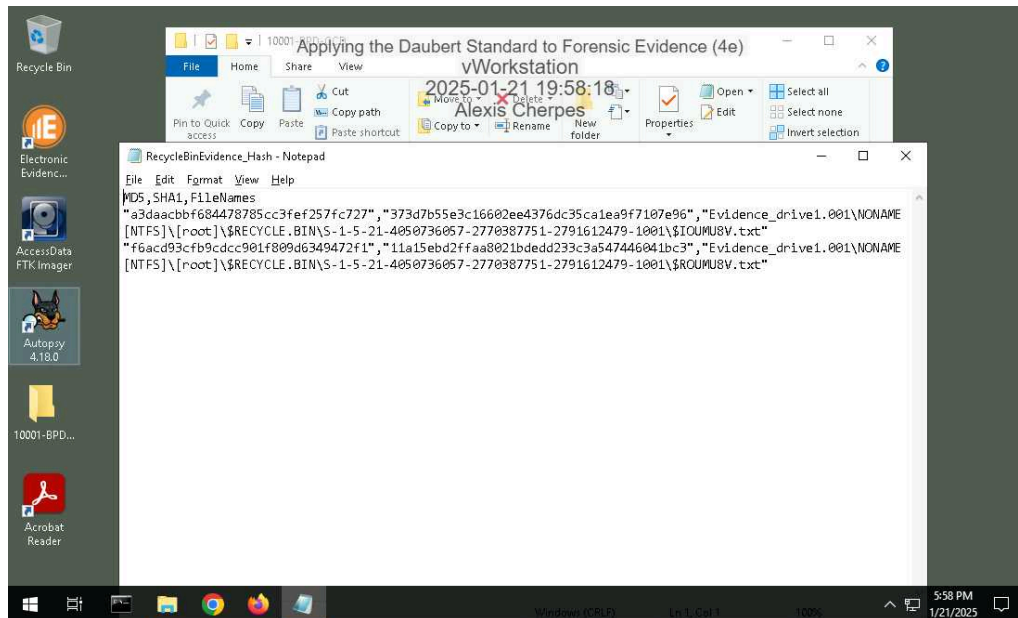 Recycle Bin
Electronic
Evidenc...
AccessData
FTK Imager
Autopsy
4.18.0
10001-BPD...
Acrobat
Reader
Applying the Daubert Standard to Forensic Evidence (4e)
vWorkstation
2025-01-21 19:58:18
Alexis Cherpes
File Home Share View
Pin to Quick
access
Copy
Paste
Cut
Copy path
Paste shortcut
Move to
Copy to
Delete
Rename
New
folder
Properties
Open
Edit
Select all
Select none
Invert selection
RecycleBinEvidence_Hash - Notepad
File Edit Format View Help
MD5,SHA1,FileNames
"a3daacbbf684478785cc3fef257fc727","373d7b55e3c16602ee4376dc35ca1ea9f7107e96","Evidence_drive1.001\NONAME
[NTFS]\[root]\$RECYCLE.BIN\S-1-5-21-4050736057-2770387751-2791612479-1001\$IOUMU8V.txt"
"f6acd93cfb9cdcc901f809d6349472f1","11a15ebd2ffaa8021bdedd233c3a547446041bc3","Evidence_drive1.001\NONAME
[NTFS]\[root]\$RECYCLE.BIN\S-1-5-21-4050736057-2770387751-2791612479-1001\$ROUMU8V.txt"
Windows (CRLF) Ln 1, Col 1 100%
5:58 PM
1/21/2025